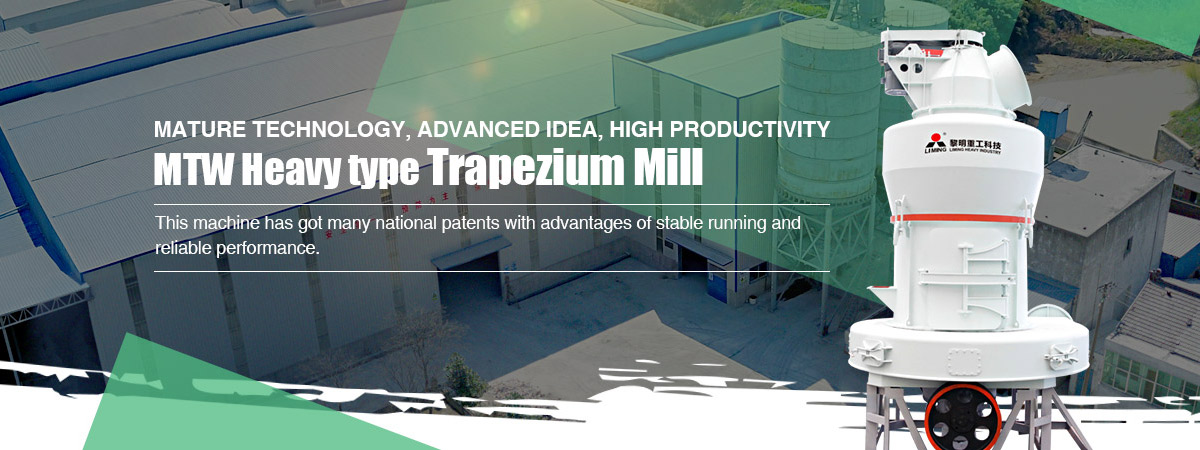 MATURE TECHNOLOGY, ADVANCED IDEA, HIGH PRODUCTIVITY
MTW Heavy type Trapezium Mill
This machine has got many national patents with advantages of stable running and
reliable performance.
黎明重工科技
LIMING LIMING HEAVY INDUSTRY